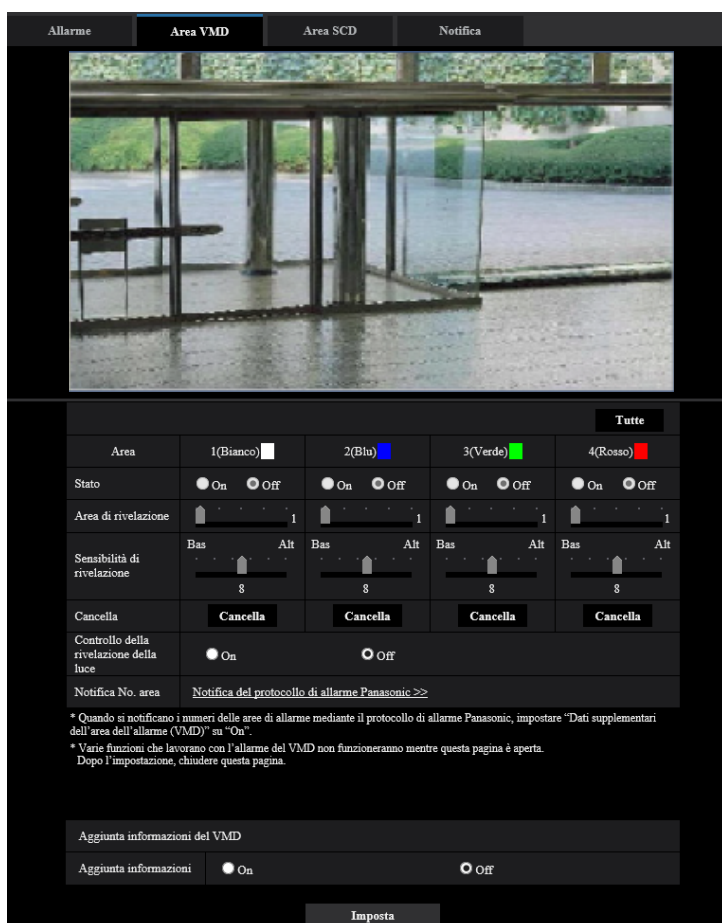 Allarme Area VMD Area SCD Notifica
Tutte
Area 1(Bianco) 2(Blu) 3(Verde) 4(Rosso)
Stato On Off On Off On Off On Off
Area di rivelazione 1 1 1 1
Sensibilità di rivelazione Bas Alt Bas Alt Bas Alt Bas Alt
8 8 8 8
Cancella Cancella Cancella Cancella Cancella
Controllo della
rivelazione della
luce
On Off
Notifica No. area Notifica del protocollo di allarme Panasonic >>
* Quando si notificano i numeri delle aree di allarme mediante il protocollo di allarme Panasonic, impostare “Dati supplementari
dell’area dell’allarme (VMD)” su “On”.
* Varie funzioni che lavorano con l’allarme del VMD non funzioneranno mentre questa pagina è aperta.
Dopo l’impostazione, chiudere questa pagina.
Aggiunta informazioni del VMD
Aggiunta informazioni On Off
Imposta